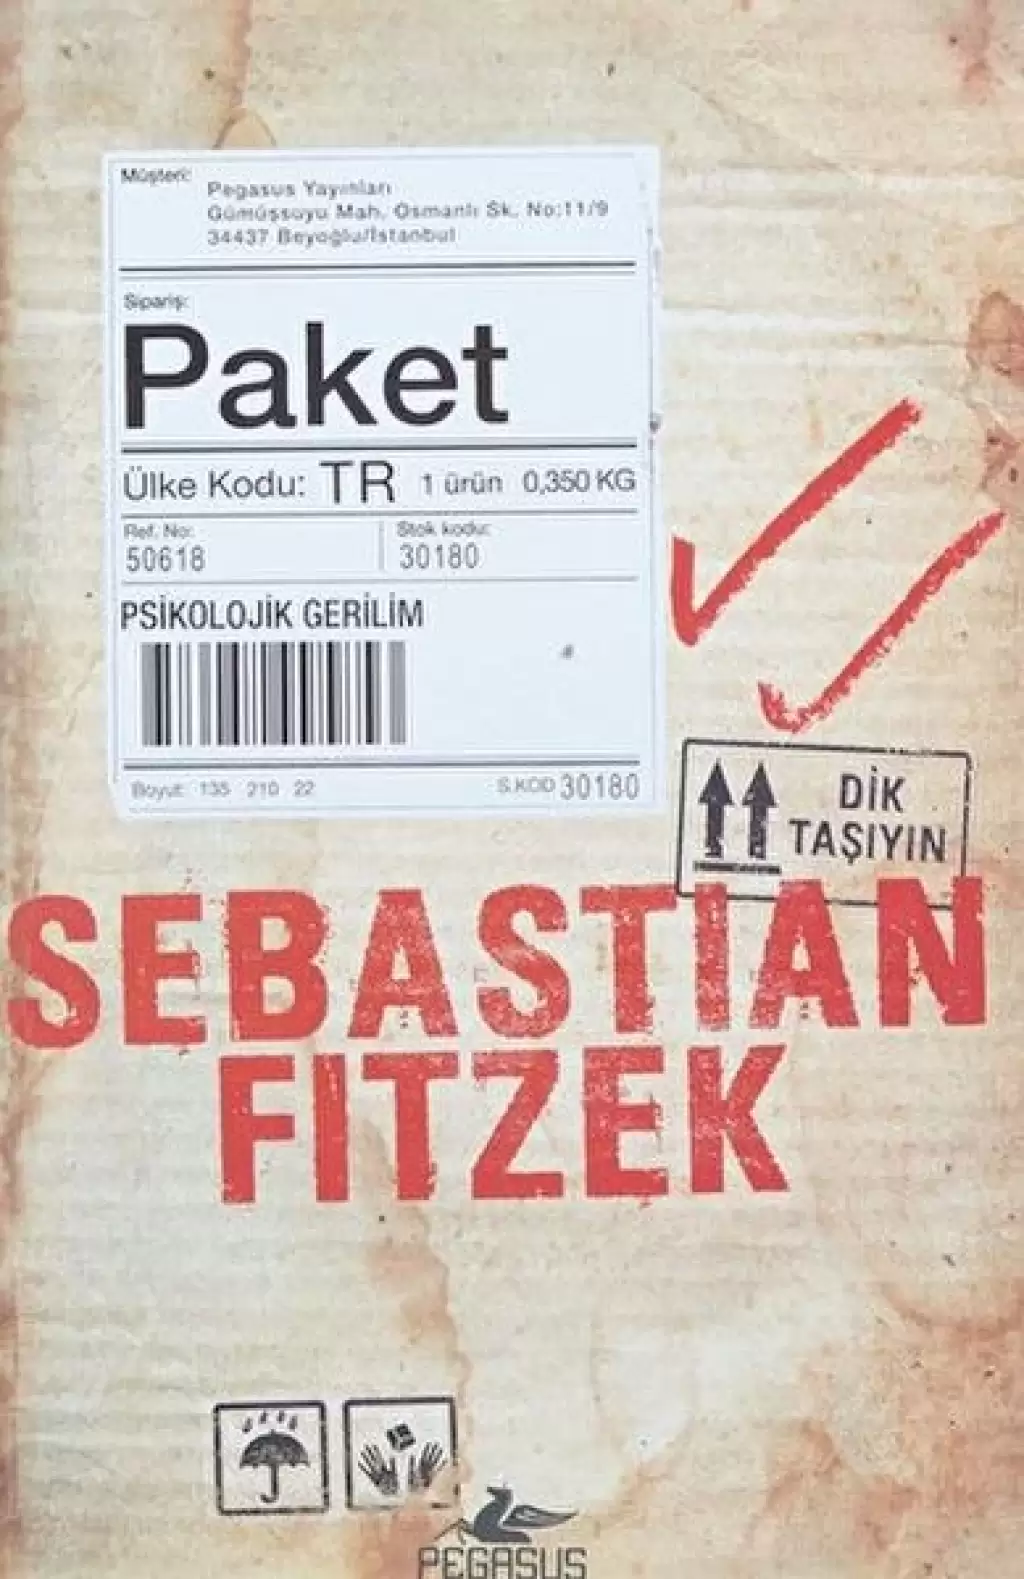 Müşteri:
Pegasus Yayınları
Gümüşsuyu Mah. Osmanlı Sk. No:11/9
34437 Beyoğlu/İstanbul
Sipariş:
Paket
Ülke Kodu: TR 1 ürün 0,350 KG
Ref. No: Stok kodu:
50618 30180
PSİKOLOJİK GERİLİM
Boyut: 135 210 22 S.KOD 30180
DİK
TAŞIYIN
SEBASTIAN
FITZEK
PEGASUS